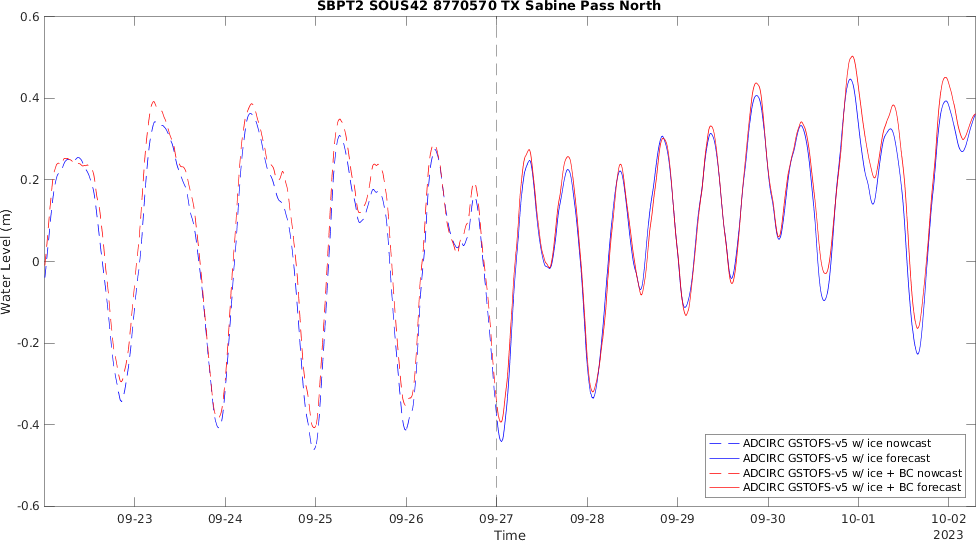 SBPT2 SOUS42 8770570 TX Sabine Pass North
0.6
0.4
0.2
0
-0.2
-0.4
-0.6
Water Level (m)
09-23 09-24 09-25 09-26 09-27 09-28 09-29 09-30 10-01 10-02
2023
Time
ADCIRC GSTOFS-v5 w/ ice nowcast
ADCIRC GSTOFS-v5 w/ ice forecast
ADCIRC GSTOFS-v5 w/ ice + BC nowcast
ADCIRC GSTOFS-v5 w/ ice + BC forecast